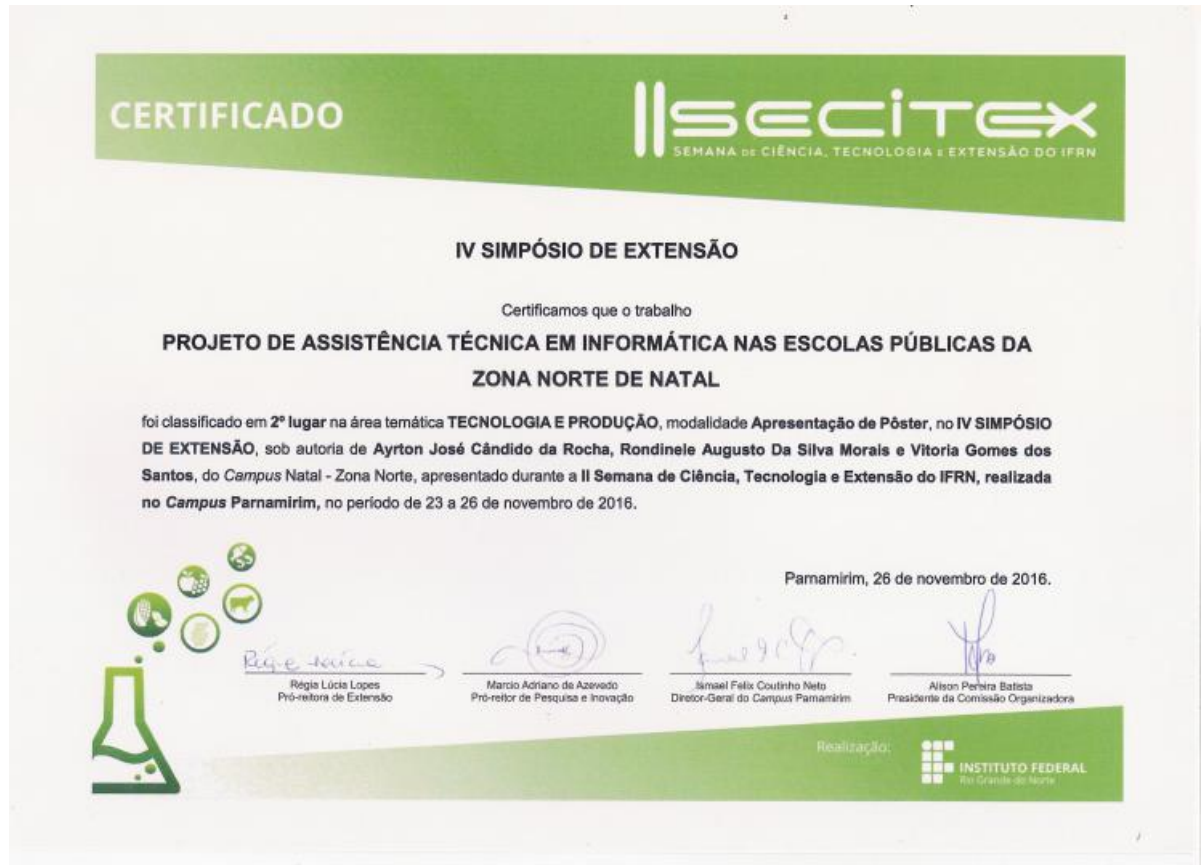 CERTIFICADO
II SECITEX
SEMANA DE CIÊNCIA, TECNOLOGIA E EXTENSÃO DO IFRN
IV SIMPÓSIO DE EXTENSÃO
Certificamos que o trabalho
PROJETO DE ASSISTÊNCIA TÉCNICA EM INFORMÁTICA NAS ESCOLAS PÚBLICAS DA
ZONA NORTE DE NATAL
foi classificado em 2º lugar na área temática TECNOLOGIA E PRODUÇÃO, modalidade Apresentação de Pôster, no IV SIMPÓSIO
DE EXTENSÃO, sob autoria de Ayrton José Cândido da Rocha, Rondinele Augusto Da Silva Morais e Vitoria Gomes dos
Santos, do Campus Natal - Zona Norte, apresentado durante a II Semana de Ciência, Tecnologia e Extensão do IFRN, realizada
no Campus Parnamirim, no período de 23 a 26 de novembro de 2016.
Parnamirim, 26 de novembro de 2016.
Régia Lúcia Lopes
Pró-reitora de Extensão
Marcio Adriano de Azevedo
Pró-reitor de Pesquisa e Inovação
Ismael Felix Coutinho Neto
Diretor-Geral do Campus Parnamirim
Alison Pereira Batista
Presidente da Comissão Organizadora
Realização:
INSTITUTO FEDERAL
Rio Grande do Norte